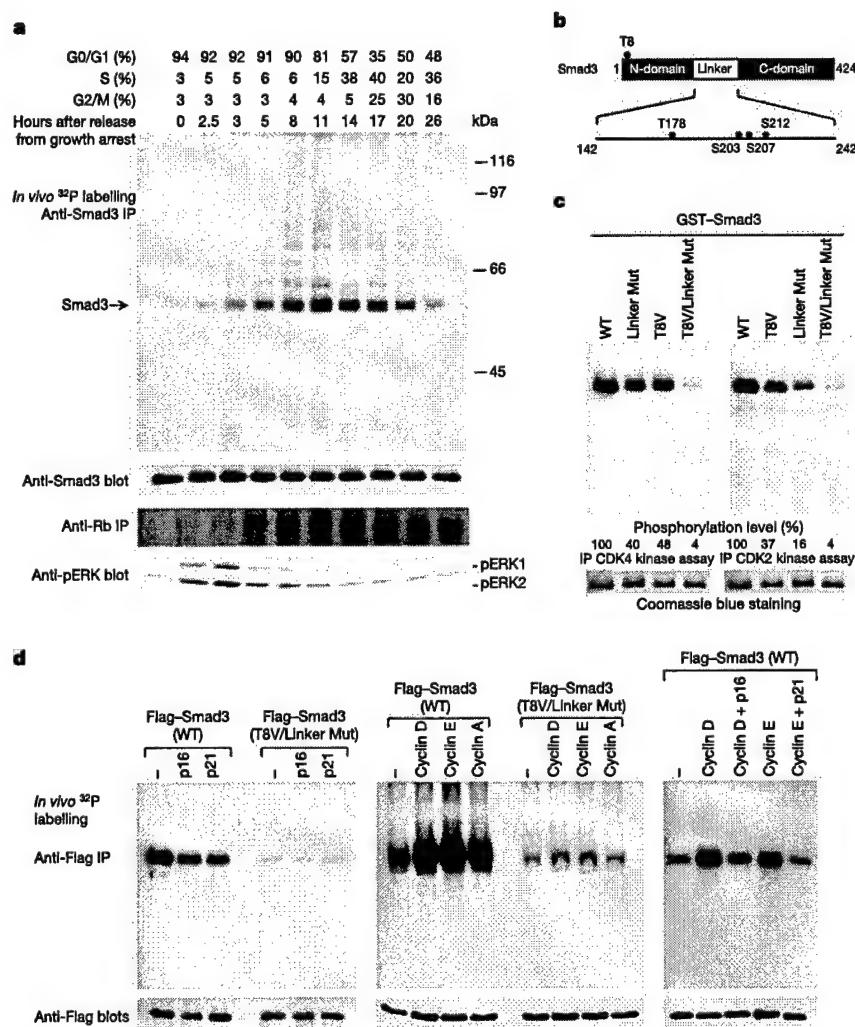 a
G0/G1 (%) 94 92 92 91 90 81 57 35 50 48
S (%) 3 5 5 6 6 15 38 40 20 36
G2/M (%) 3 3 3 3 4 4 5 25 30 16
Hours after release from growth arrest 0 2.5 3 5 8 11 14 17 20 26
kDa
116
97
In vivo 32P labelling
Anti-Smad3 IP
66
Smad3→
45
Anti-Smad3 blot
Anti-Rb IP
Anti-pERK blot
pERK1
pERK2
b
T8
Smad3 1 N-domain Linker C-domain 424
T178 S212
142 S203 S207 242
c
GST–Smad3
WT Linker Mut T8V T8V/Linker Mut
WT T8V Linker Mut T8V/Linker Mut
Phosphorylation level (%)
100 40 48 4 100 37 16 4
IP CDK4 kinase assay IP CDK2 kinase assay
Coomassie blue staining
d
Flag–Smad3 (WT)
– p16 p21
Flag–Smad3 (T8V/Linker Mut)
– p16 p21
Flag–Smad3 (WT)
– Cyclin D Cyclin E Cyclin A
Flag–Smad3 (T8V/Linker Mut)
– Cyclin D Cyclin E Cyclin A
Flag–Smad3 (WT)
– Cyclin D Cyclin D + p16 Cyclin E Cyclin E + p21
In vivo 32P
labelling
Anti-Flag IP
Anti-Flag blots